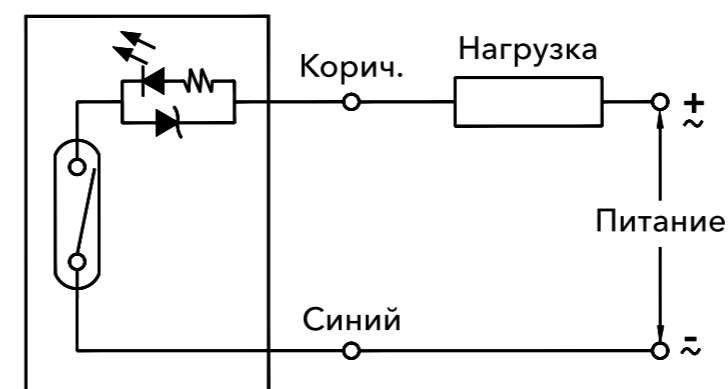 Корич.
Нагрузка
+
~
Питание
Синий
-
~